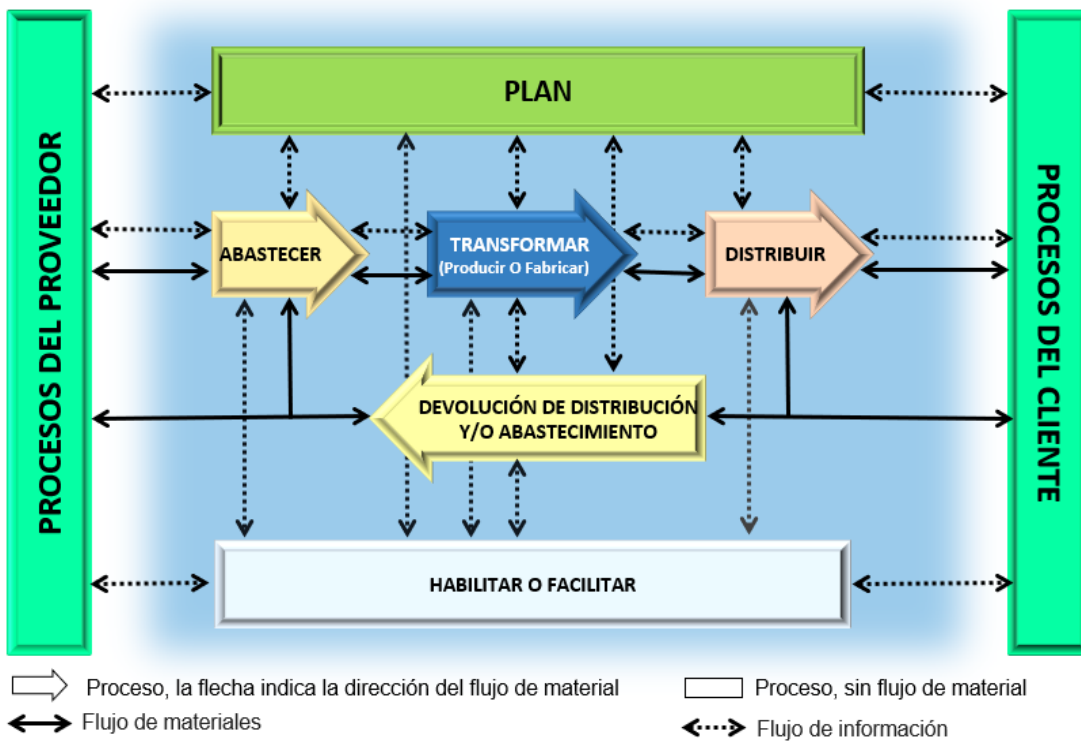 PROCESOS DEL PROVEEDOR
PLAN
ABASTECER
TRANSFORMAR
(Producir O Fabricar)
DISTRIBUIR
DEVOLUCIÓN DE DISTRIBUCIÓN
Y/O ABASTECIMIENTO
HABILITAR O FACILITAR
PROCESOS DEL CLIENTE
Proceso, la flecha indica la dirección del flujo de material
Proceso, sin flujo de material
Flujo de materiales
Flujo de información